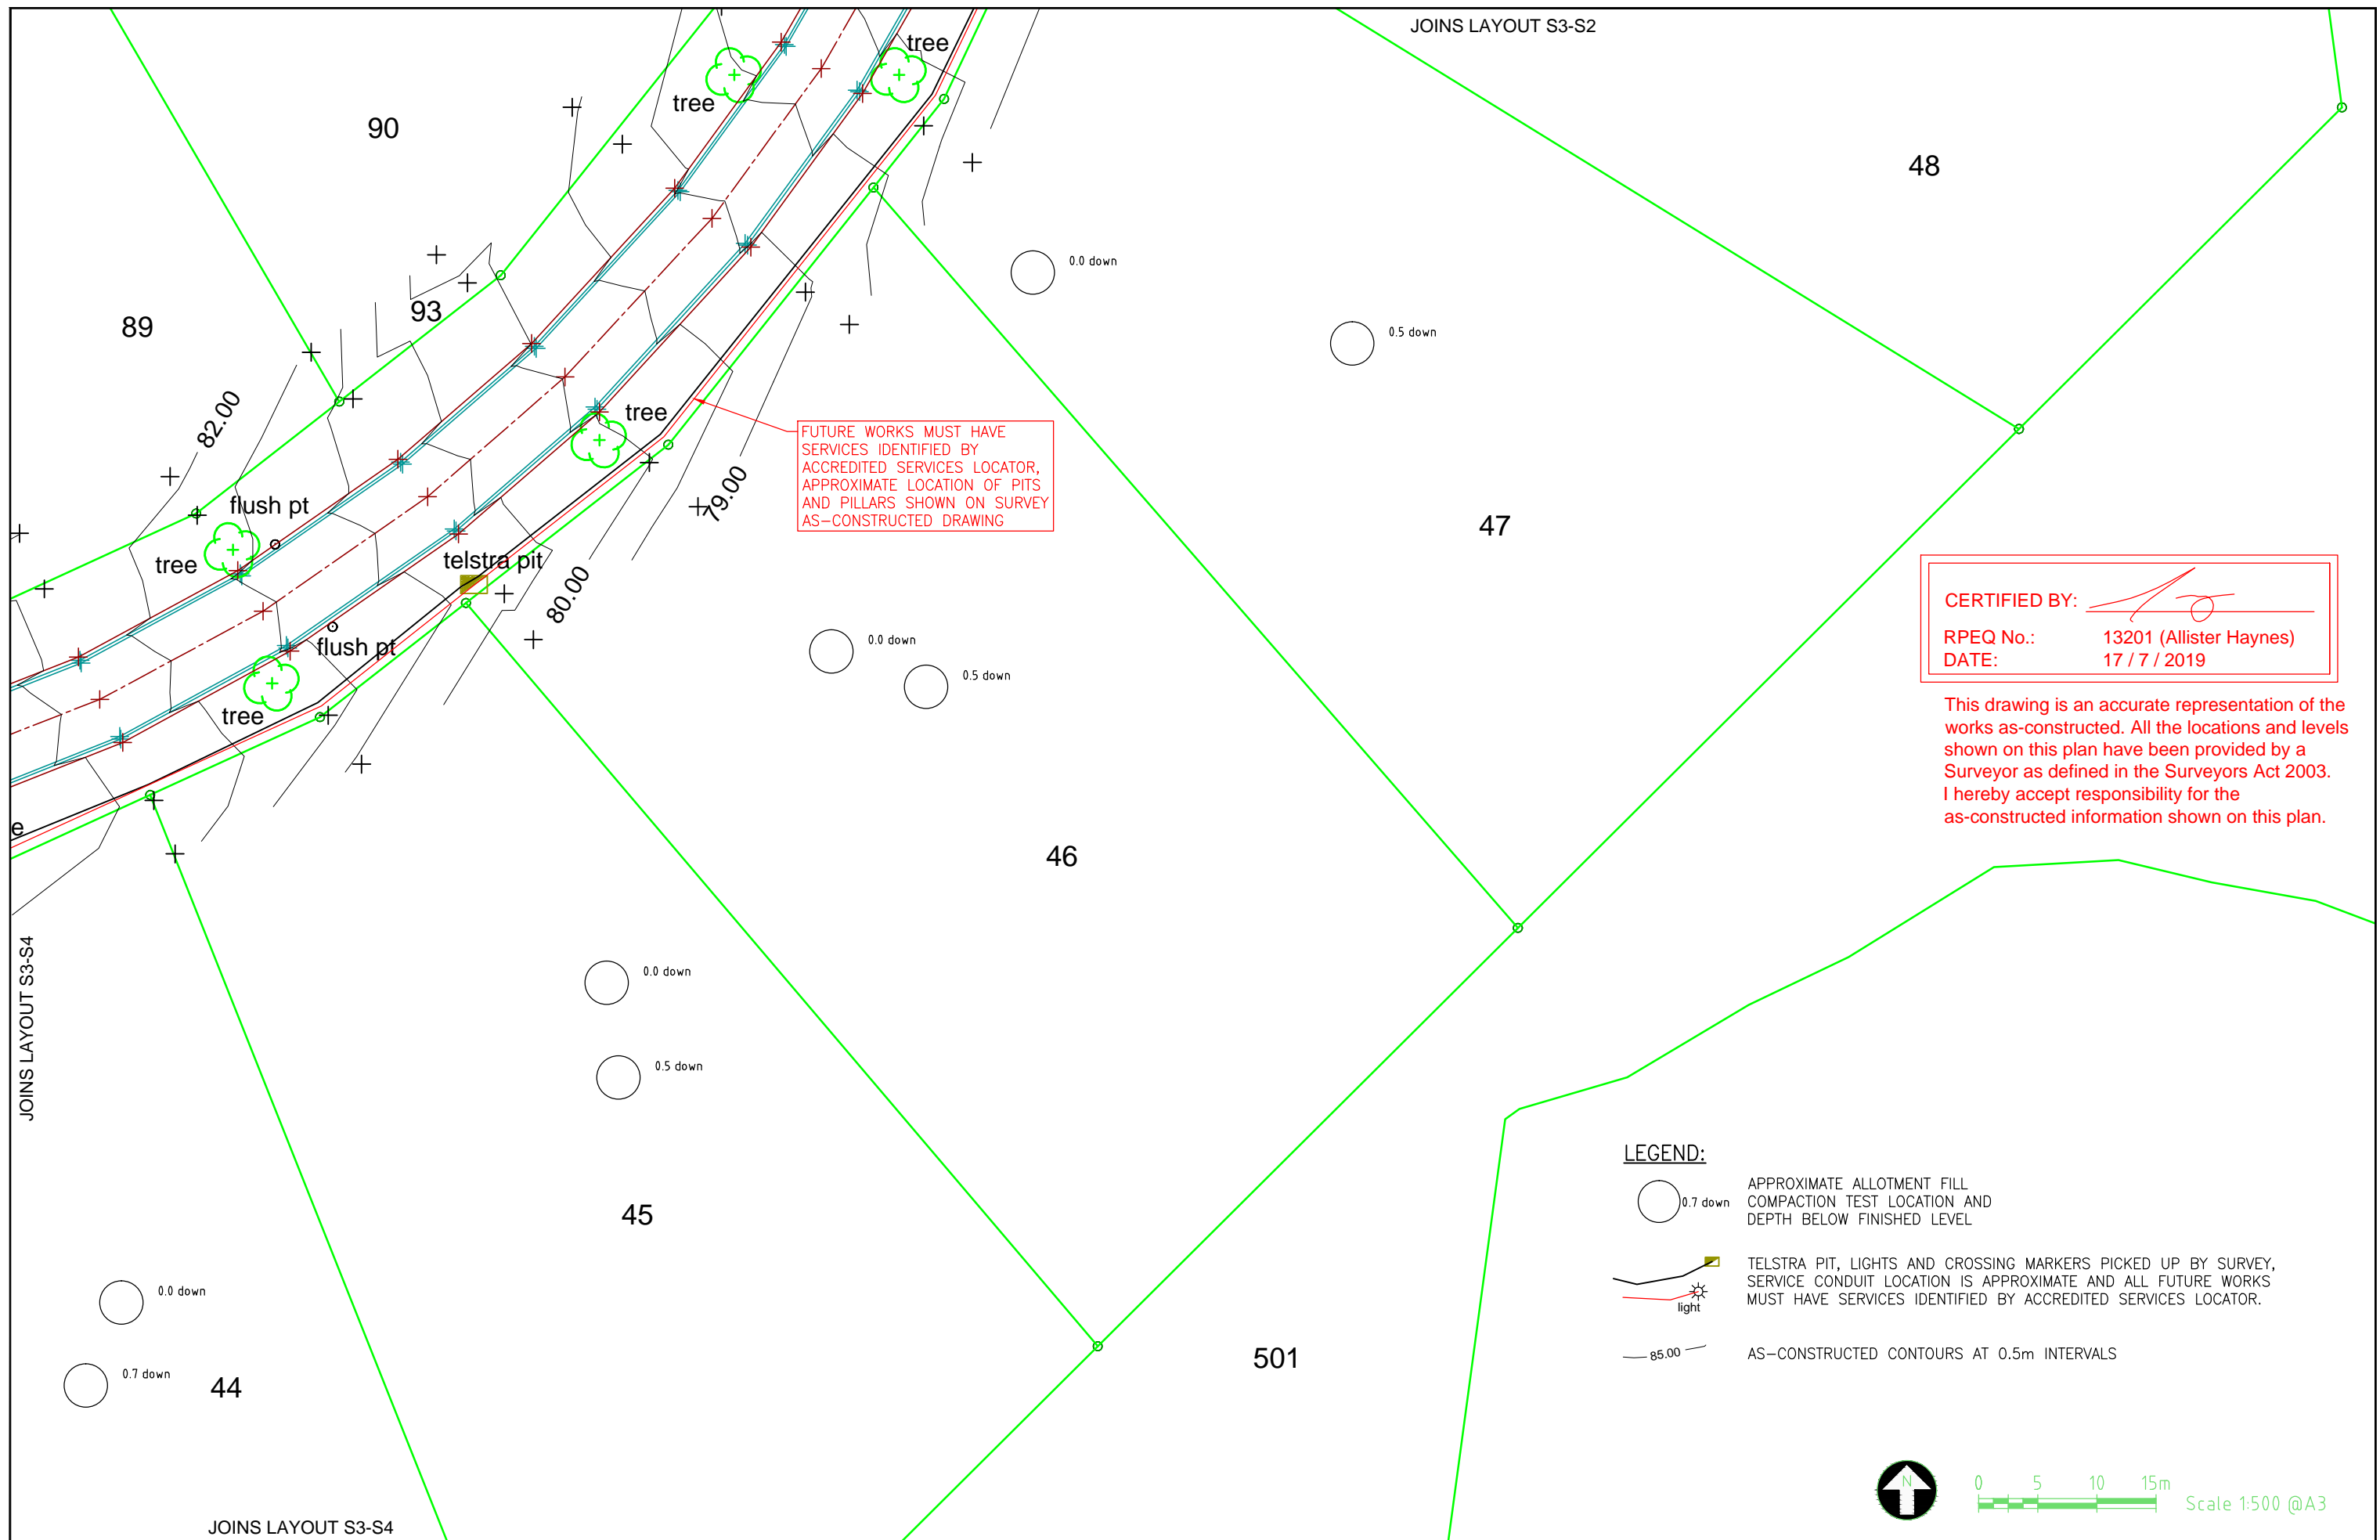 JOINS LAYOUT S3-S2
tree
tree
90
48
0.0 down
93
89
0.5 down
82.00
tree
FUTURE WORKS MUST HAVE
SERVICES IDENTIFIED BY
ACCREDITED SERVICES LOCATOR,
APPROXIMATE LOCATION OF PITS
AND PILLARS SHOWN ON SURVEY
AS-CONSTRUCTED DRAWING
79.00
flush pt
47
tree
telstra pit
80.00
flush pt
0.0 down
0.5 down
tree
CERTIFIED BY:
RPEQ No.: 13201 (Allister Haynes)
DATE: 17 / 7 / 2019
This drawing is an accurate representation of the
works as-constructed. All the locations and levels
shown on this plan have been provided by a
Surveyor as defined in the Surveyors Act 2003.
I hereby accept responsibility for the
as-constructed information shown on this plan.
e
46
JOINS LAYOUT S3-S4
0.0 down
0.5 down
45
LEGEND:
0.7 down
APPROXIMATE ALLOTMENT FILL
COMPACTION TEST LOCATION AND
DEPTH BELOW FINISHED LEVEL
light
TELSTRA PIT, LIGHTS AND CROSSING MARKERS PICKED UP BY SURVEY,
SERVICE CONDUIT LOCATION IS APPROXIMATE AND ALL FUTURE WORKS
MUST HAVE SERVICES IDENTIFIED BY ACCREDITED SERVICES LOCATOR.
85.00
AS-CONSTRUCTED CONTOURS AT 0.5m INTERVALS
0.0 down
0.7 down
44
501
N
0 5 10 15m
Scale 1:500 @A3
JOINS LAYOUT S3-S4